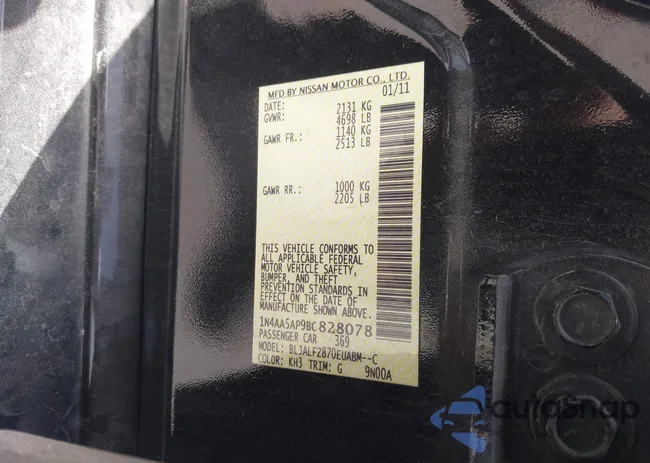 MFD BY NISSAN MOTOR CO., LTD.
DATE: 01/11
GVWR: 2131 KG
4698 LB
GAWR FR.: 1140 KG
2513 LB
GAWR RR.: 1000 KG
2205 LB
THIS VEHICLE CONFORMS TO
ALL APPLICABLE FEDERAL
MOTOR VEHICLE SAFETY,
BUMPER, AND THEFT
PREVENTION STANDARDS IN
EFFECT ON THE DATE OF
MANUFACTURE SHOWN ABOVE.
1N4AA5AP9BC828078
PASSENGER CAR 369
MODEL: BLJALF2870EUABM--C
COLOR: KH3 TRIM: G 9N00A
AutoSnap